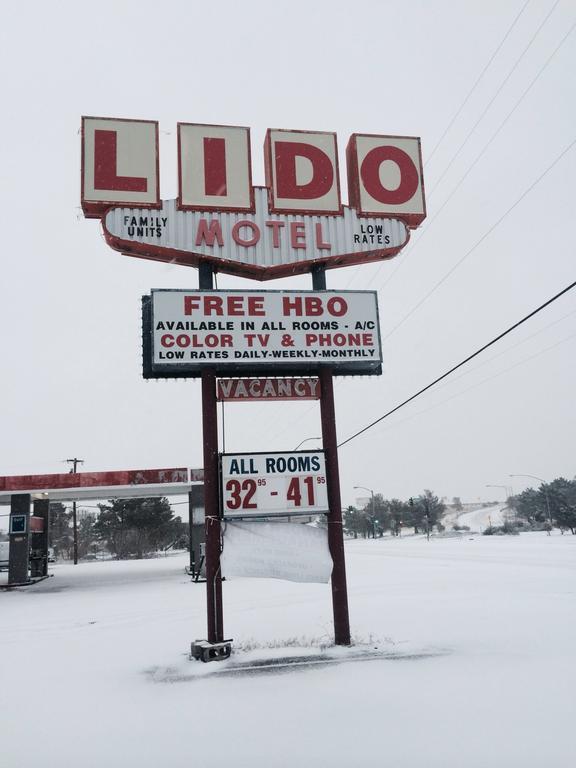 LIDO
FAMILY UNITS
MOTEL
LOW RATES
FREE HBO
AVAILABLE IN ALL ROOMS - A/C
COLOR TV & PHONE
LOW RATES DAILY-WEEKLY-MONTHLY
VACANCY
ALL ROOMS
32 95 - 41 95